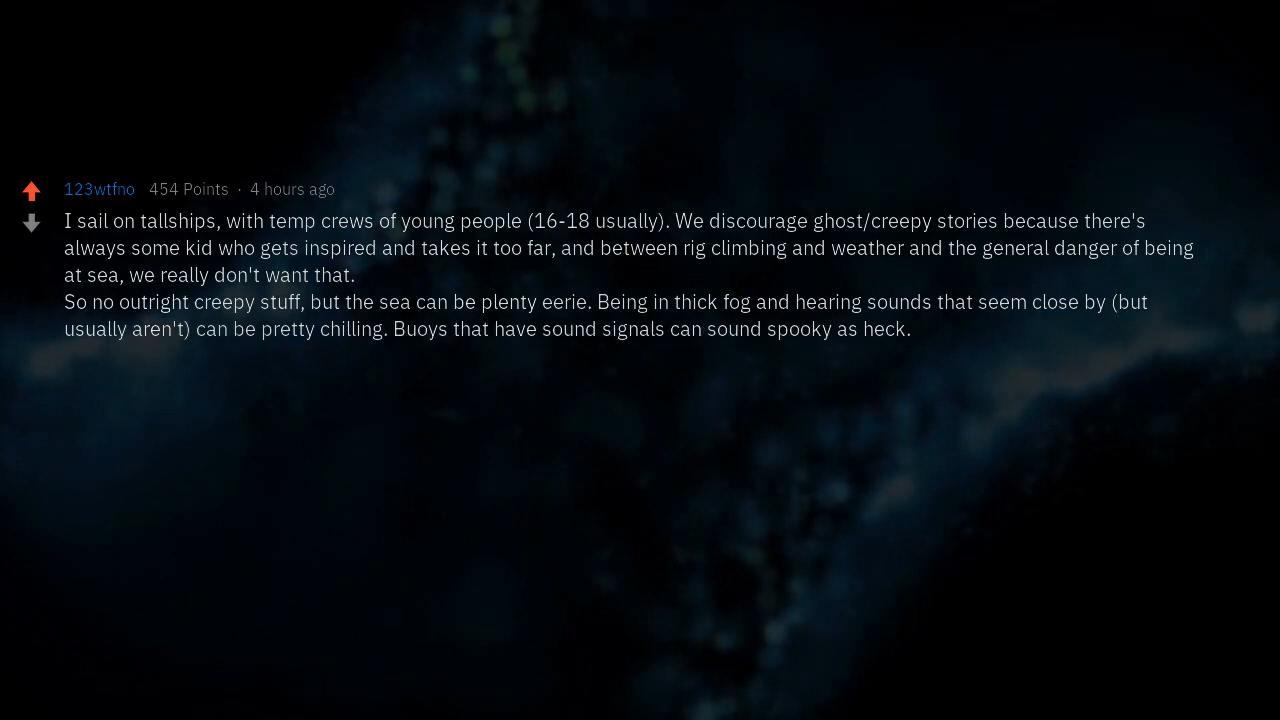 123wtfno 454 Points · 4 hours ago
I sail on tallships, with temp crews of young people (16-18 usually). We discourage ghost/creepy stories because there's
always some kid who gets inspired and takes it too far, and between rig climbing and weather and the general danger of being
at sea, we really don't want that.
So no outright creepy stuff, but the sea can be plenty eerie. Being in thick fog and hearing sounds that seem close by (but
usually aren't) can be pretty chilling. Buoys that have sound signals can sound spooky as heck.